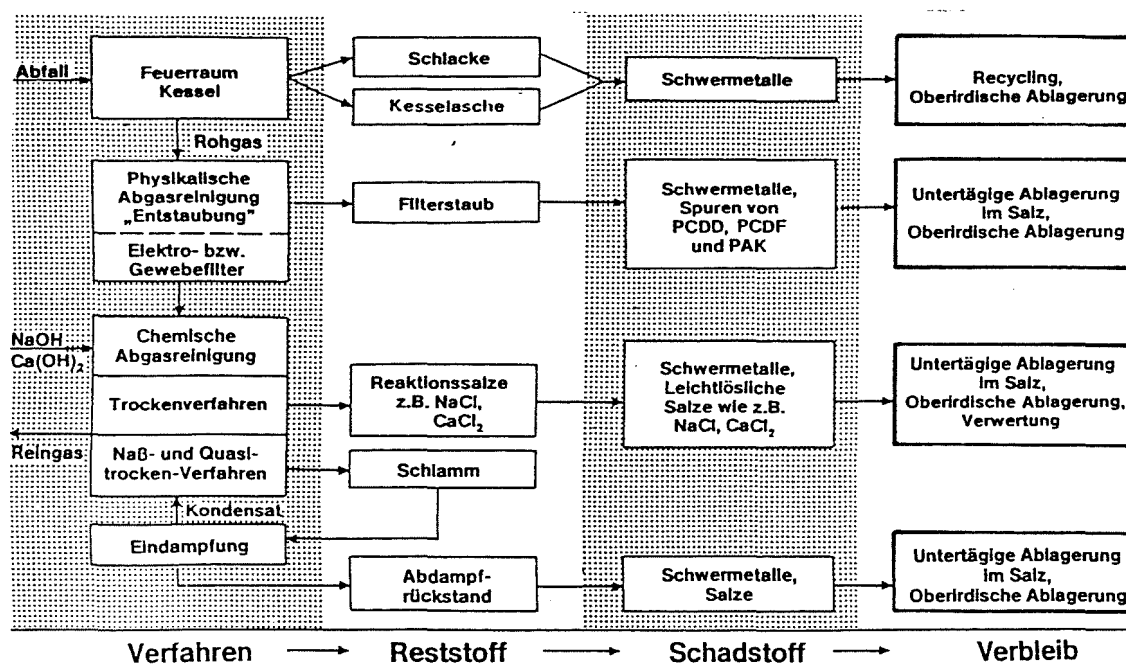 Abfall
Feuerraum
Kessel
Schlacke
Kesselasche
Schwermetalle
Recycling,
Oberirdische Ablagerung
Rohgas
Physikalische
Abgasreinigung
„Entstaubung”
Elektro- bzw.
Gewebefilter
Filterstaub
Schwermetalle,
Spuren von
PCDD, PCDF
und PAK
Untertägige Ablagerung
im Salz,
Oberirdische Ablagerung
NaOH
Ca(OH)₂
Chemische
Abgasreinigung
Trockenverfahren
Reingas
Naß- und Quasi-
trocken-Verfahren
Reaktionssalze
z.B. NaCl,
CaCl₂
Schwermetalle,
Leichtlösliche
Salze wie z.B.
NaCl, CaCl₂
Untertägige Ablagerung
im Salz,
Oberirdische Ablagerung,
Verwertung
Schlamm
Kondensat
Eindampfung
Abdampf-
rückstand
Schwermetalle,
Salze
Untertägige Ablagerung
im Salz,
Oberirdische Ablagerung,
Verfahren
Reststoff
Schadstoff
Verbleib